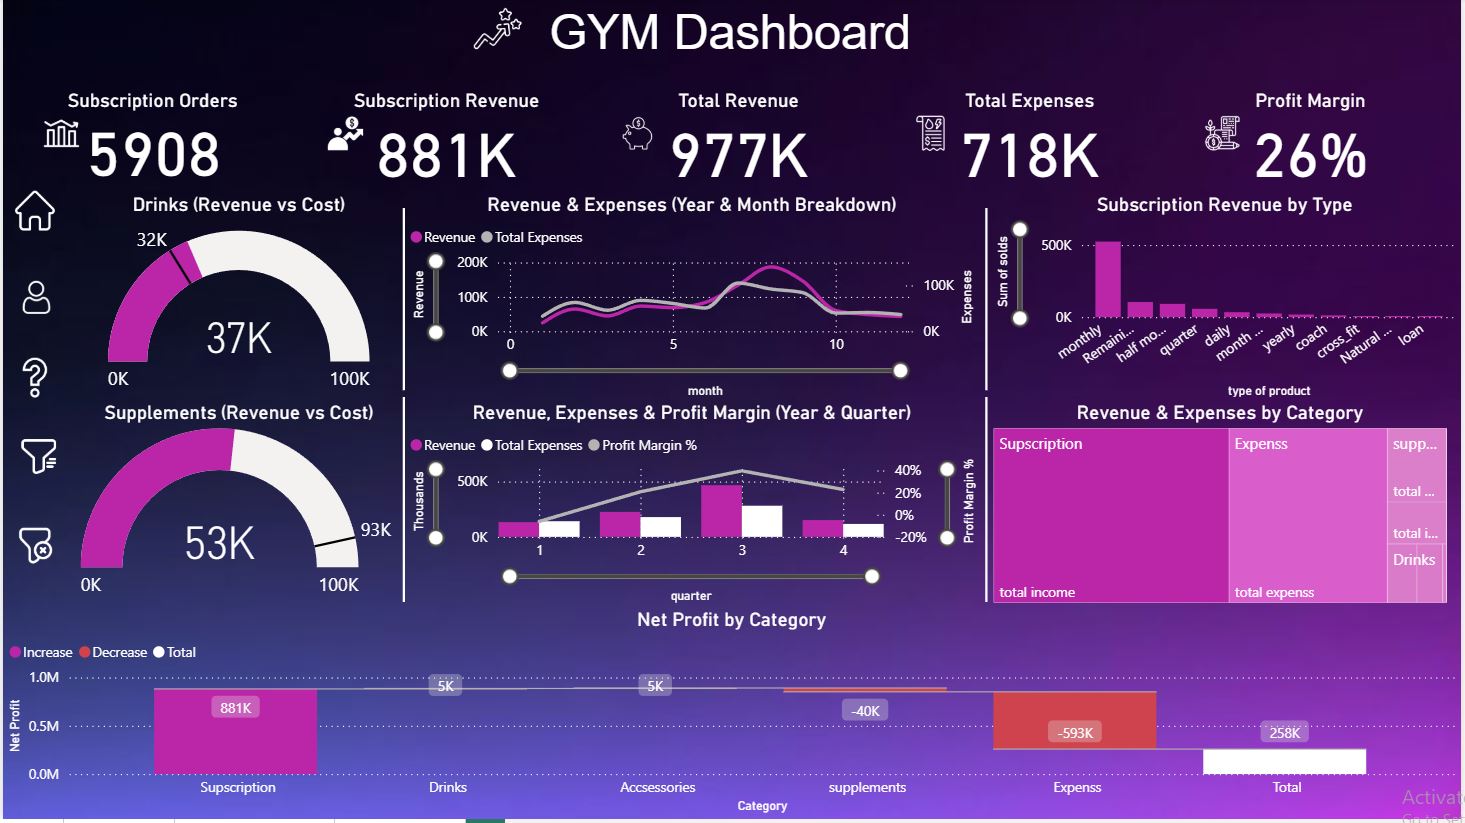 GYM Dashboard
Subscription Orders
5908
Subscription Revenue
881K
Total Revenue
977K
Total Expenses
718K
Profit Margin
26%
Drinks (Revenue vs Cost)
32K
37K
0K
100K
Supplements (Revenue vs Cost)
93K
53K
0K
100K
Revenue & Expenses (Year & Month Breakdown)
Revenue Total Expenses
Revenue
200K
100K
0K
100K
0K
Expenses
0 5 10
month
Revenue, Expenses & Profit Margin (Year & Quarter)
Revenue Total Expenses Profit Margin %
Thousands
500K
0K
40%
20%
0%
-20%
Profit Margin %
1 2 3 4
quarter
Subscription Revenue by Type
Sum of solds
500K
0K
monthly
Remaini...
half mo...
quarter
daily
month ...
yearly
coach
cross_fit
Natural ...
loan
type of product
Revenue & Expenses by Category
Supscription
total income
Expenss
total expenss
supp...
total ...
total i...
Drinks
Net Profit by Category
Increase Decrease Total
Net Profit
1.0M
0.5M
0.0M
881K
5K
5K
-40K
-593K
258K
Supscription Drinks Accsessories supplements Expenss Total
Category
Activat